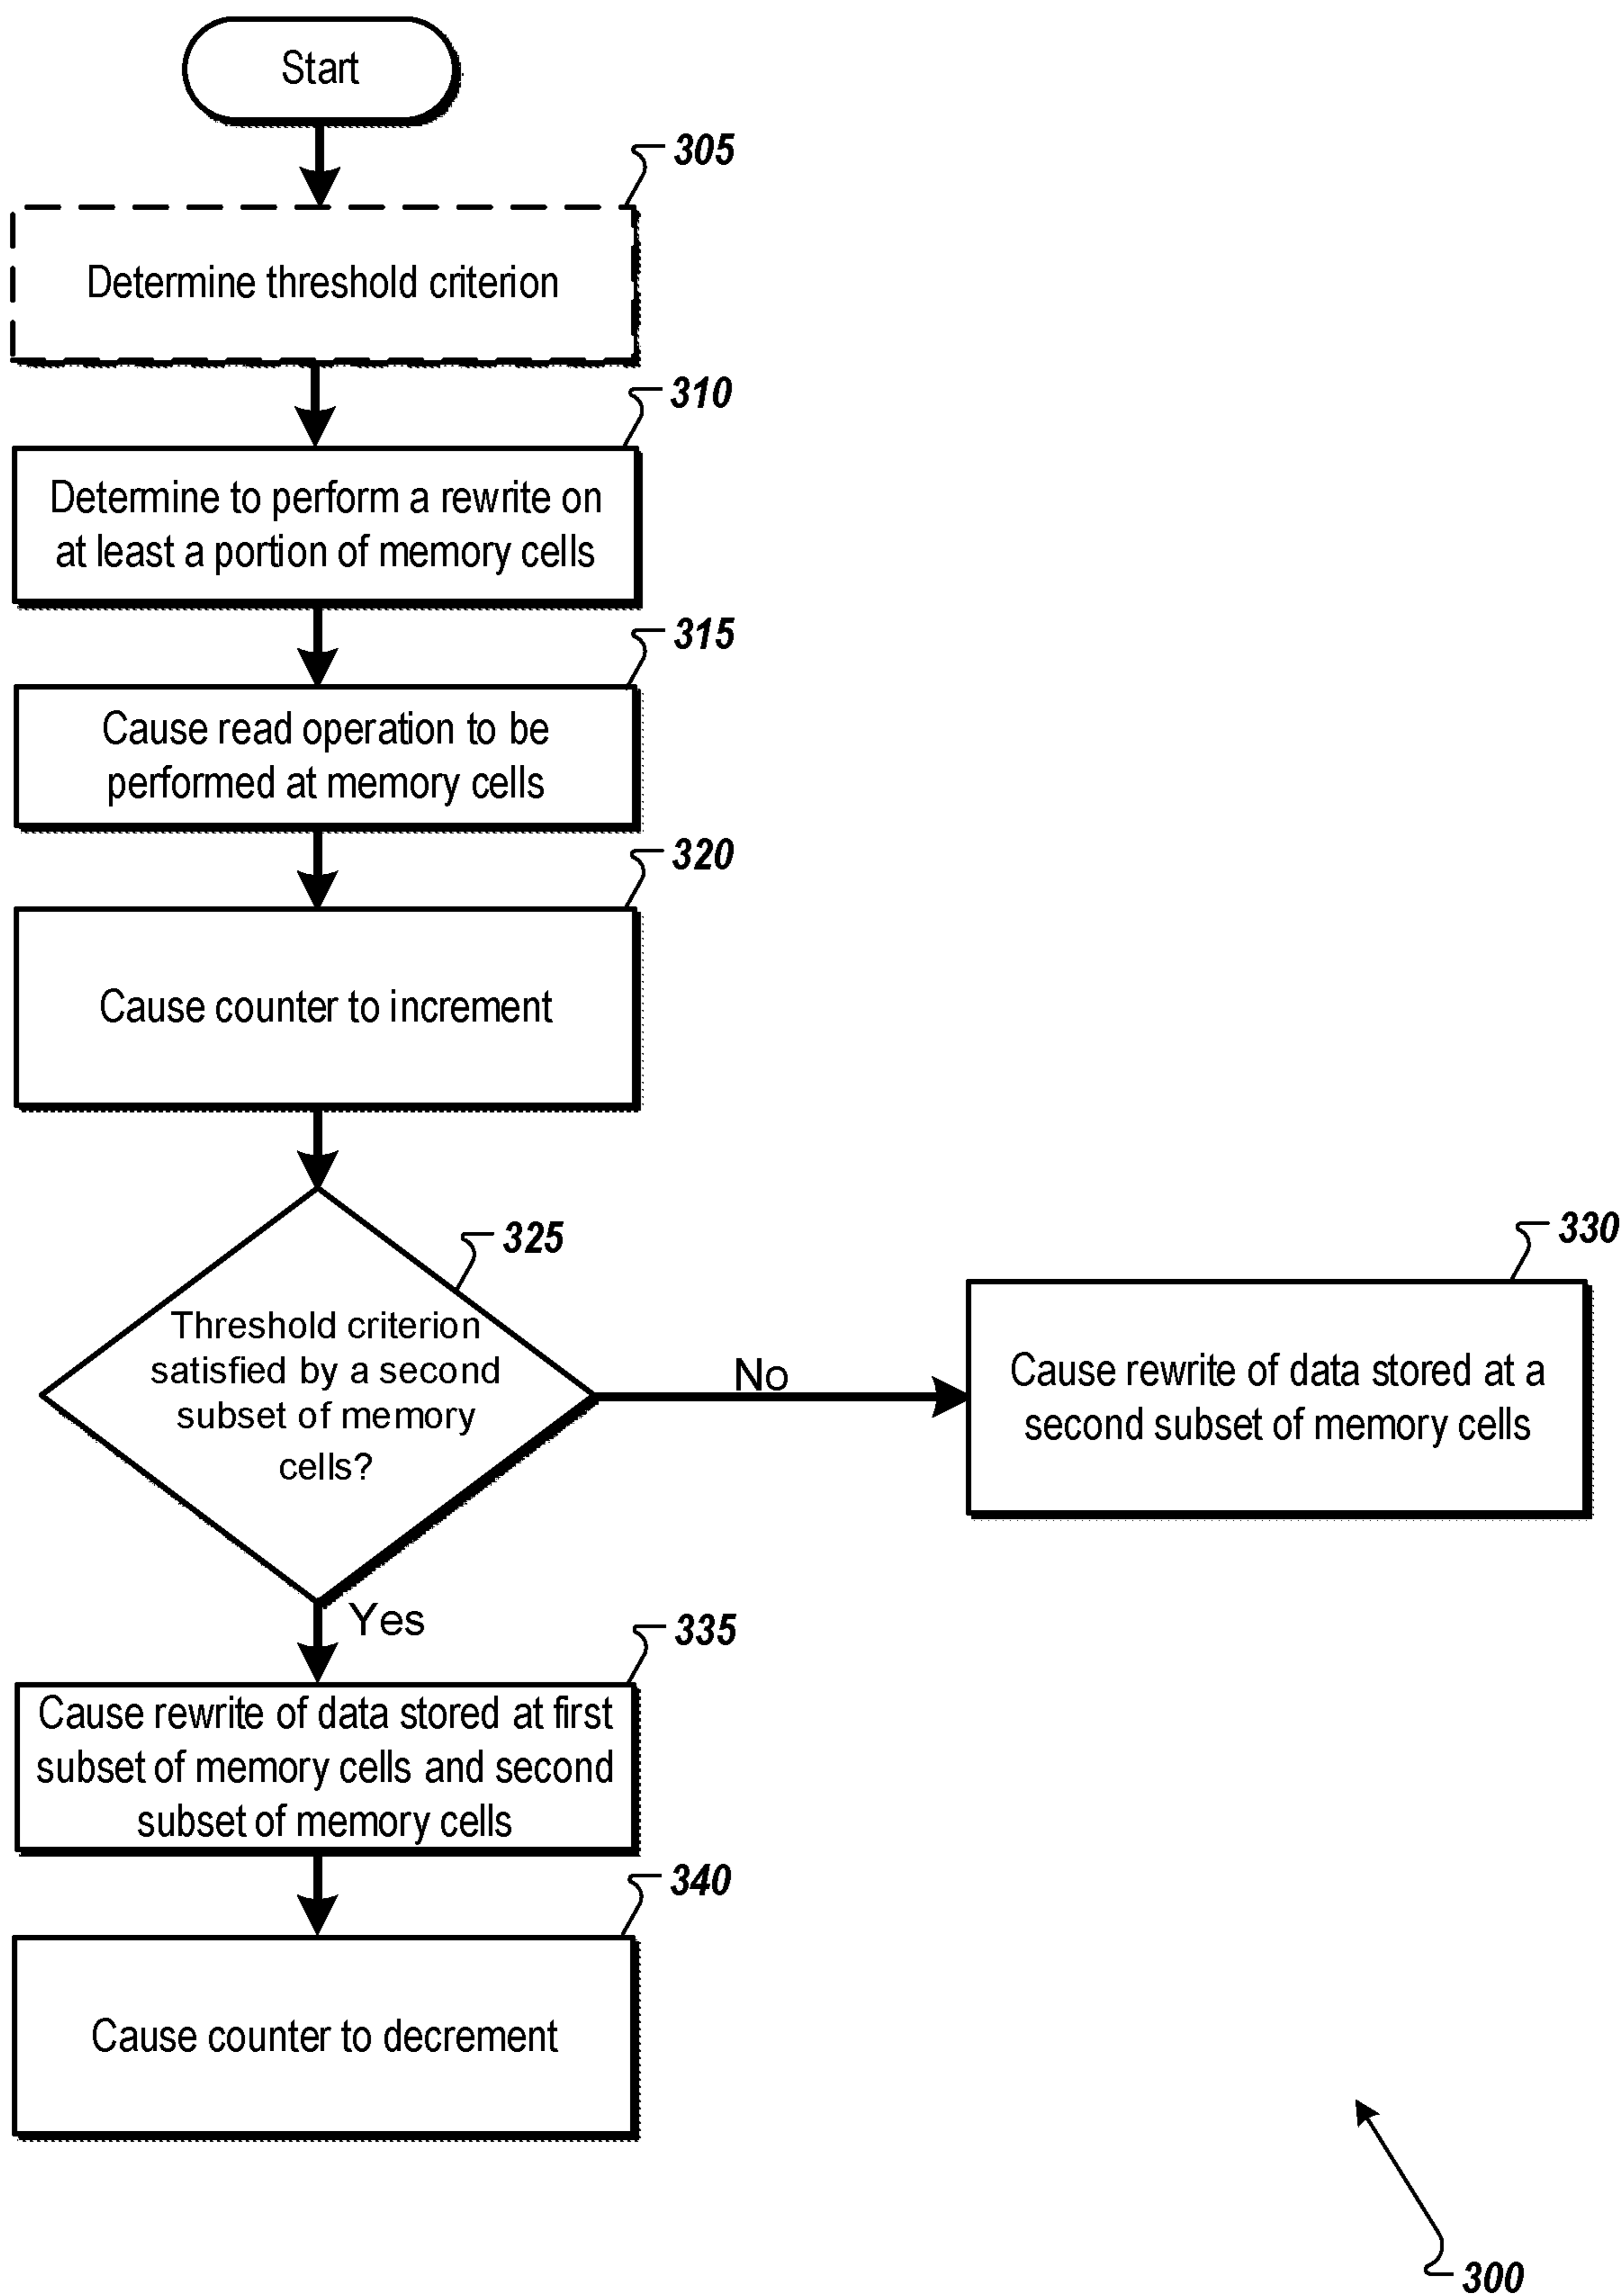 Start
305
Determine threshold criterion
310
Determine to perform a rewrite on
at least a portion of memory cells
315
Cause read operation to be
performed at memory cells
320
Cause counter to increment
325
Threshold criterion
satisfied by a second
subset of memory
cells?
No
330
Cause rewrite of data stored at a
second subset of memory cells
Yes
335
Cause rewrite of data stored at first
subset of memory cells and second
subset of memory cells
340
Cause counter to decrement
300